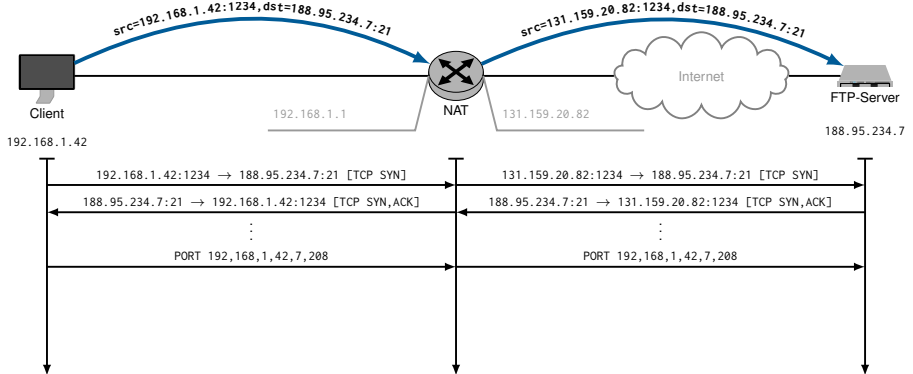 src=192.168.1.42:1234,dst=188.95.234.7:21
src=131.159.20.82:1234,dst=188.95.234.7:21
Internet
Client
NAT
FTP-Server
192.168.1.1
131.159.20.82
192.168.1.42
188.95.234.7
192.168.1.42:1234 → 188.95.234.7:21 [TCP SYN]
131.159.20.82:1234 → 188.95.234.7:21 [TCP SYN]
188.95.234.7:21 → 192.168.1.42:1234 [TCP SYN,ACK]
188.95.234.7:21 → 131.159.20.82:1234 [TCP SYN,ACK]
PORT 192,168,1,42,7,208
PORT 192,168,1,42,7,208